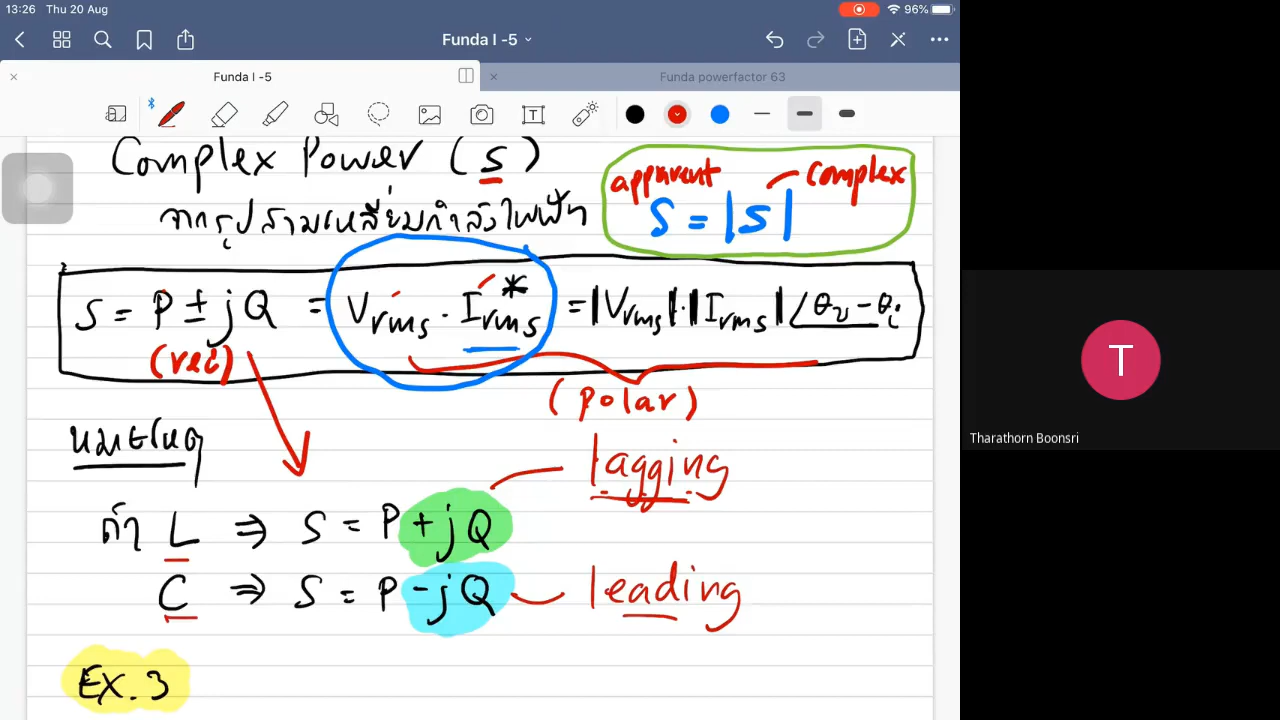 13:26 Thu 20 Aug 96%
Funda I -5
Funda I -5
Funda powerfactor 63
Complex Power (S)
จากรูปสามเหลี่ยมกำลังไฟฟ้า
apparent complex
S = |S|
S = P ± jQ = Vrms · Irms* = |Vrms|·|Irms| ∠θv - θi
(rec)
(polar)
หมายเหตุ
lagging
ถ้า L ⇒ S = P + jQ
C ⇒ S = P - jQ
leading
EX. 3
T
Tharathorn Boonsri